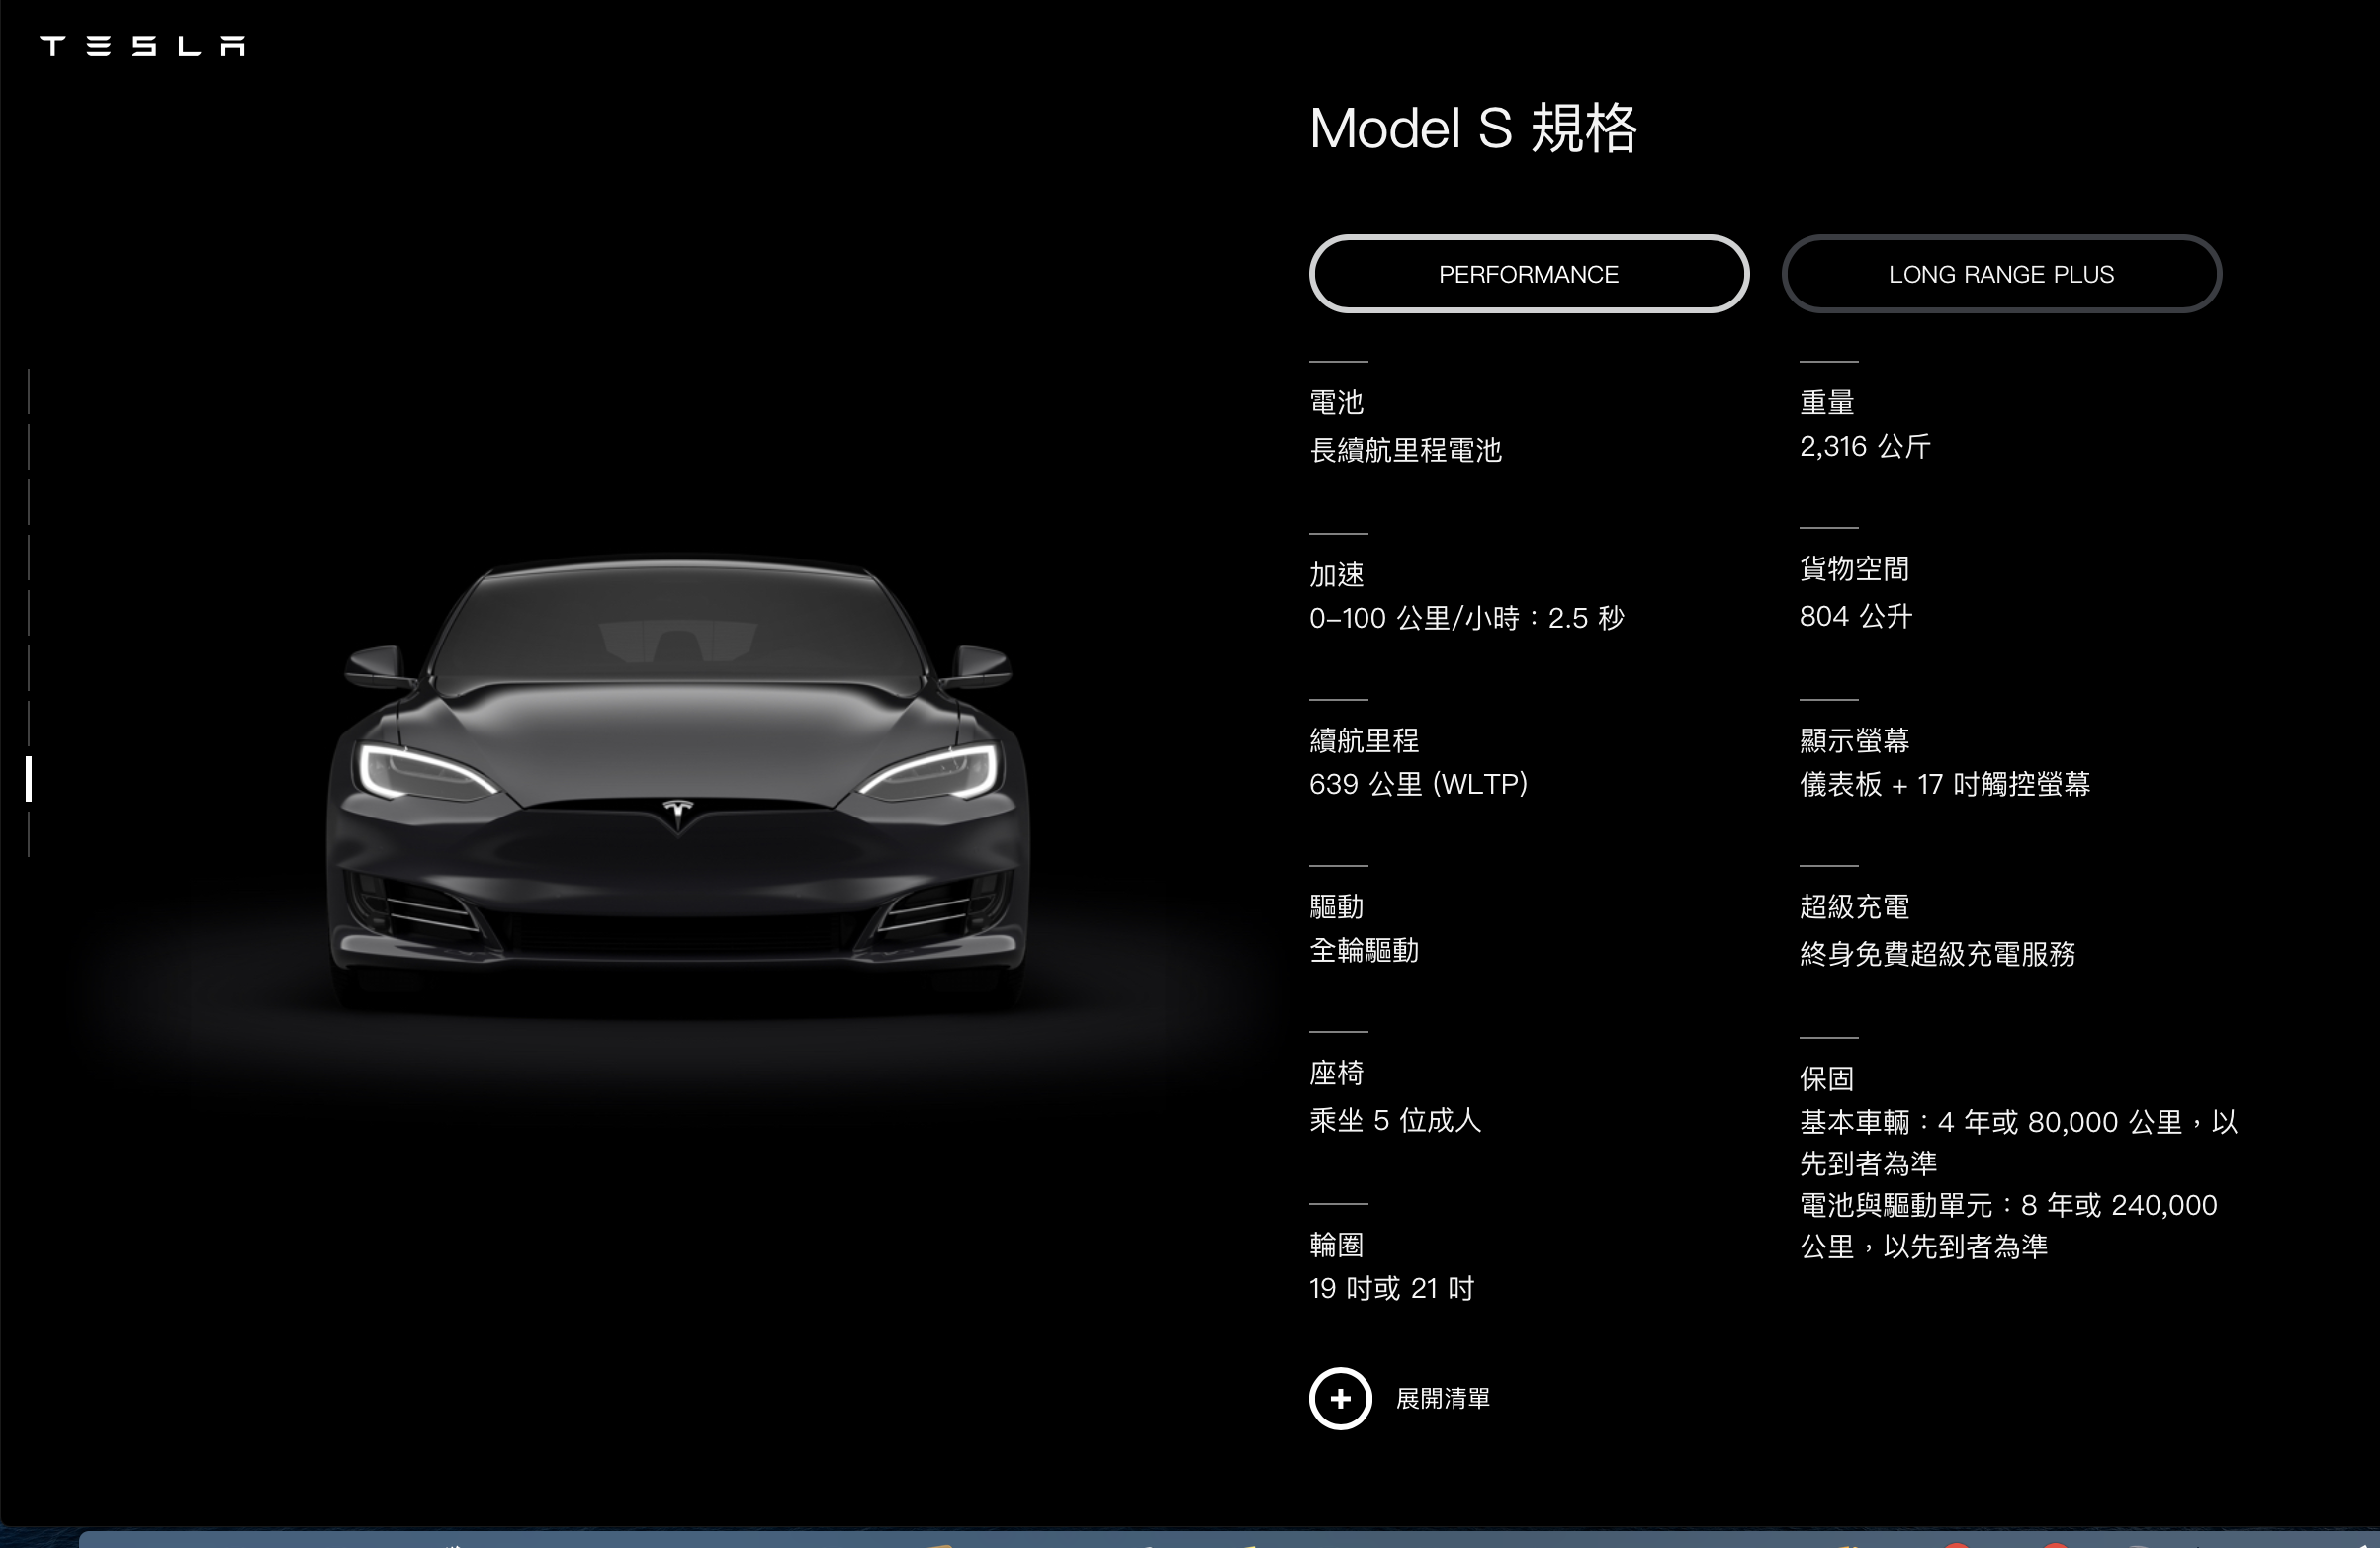 TESLA
Model S 規格
PERFORMANCE
LONG RANGE PLUS
電池
長續航里程電池
加速
0–100 公里/小時：2.5 秒
續航里程
639 公里 (WLTP)
驅動
全輪驅動
座椅
乘坐 5 位成人
輪圈
19 吋或 21 吋
重量
2,316 公斤
貨物空間
804 公升
顯示螢幕
儀表板 + 17 吋觸控螢幕
超級充電
終身免費超級充電服務
保固
基本車輛：4 年或 80,000 公里，以
先到者為準
電池與驅動單元：8 年或 240,000
公里，以先到者為準
展開清單